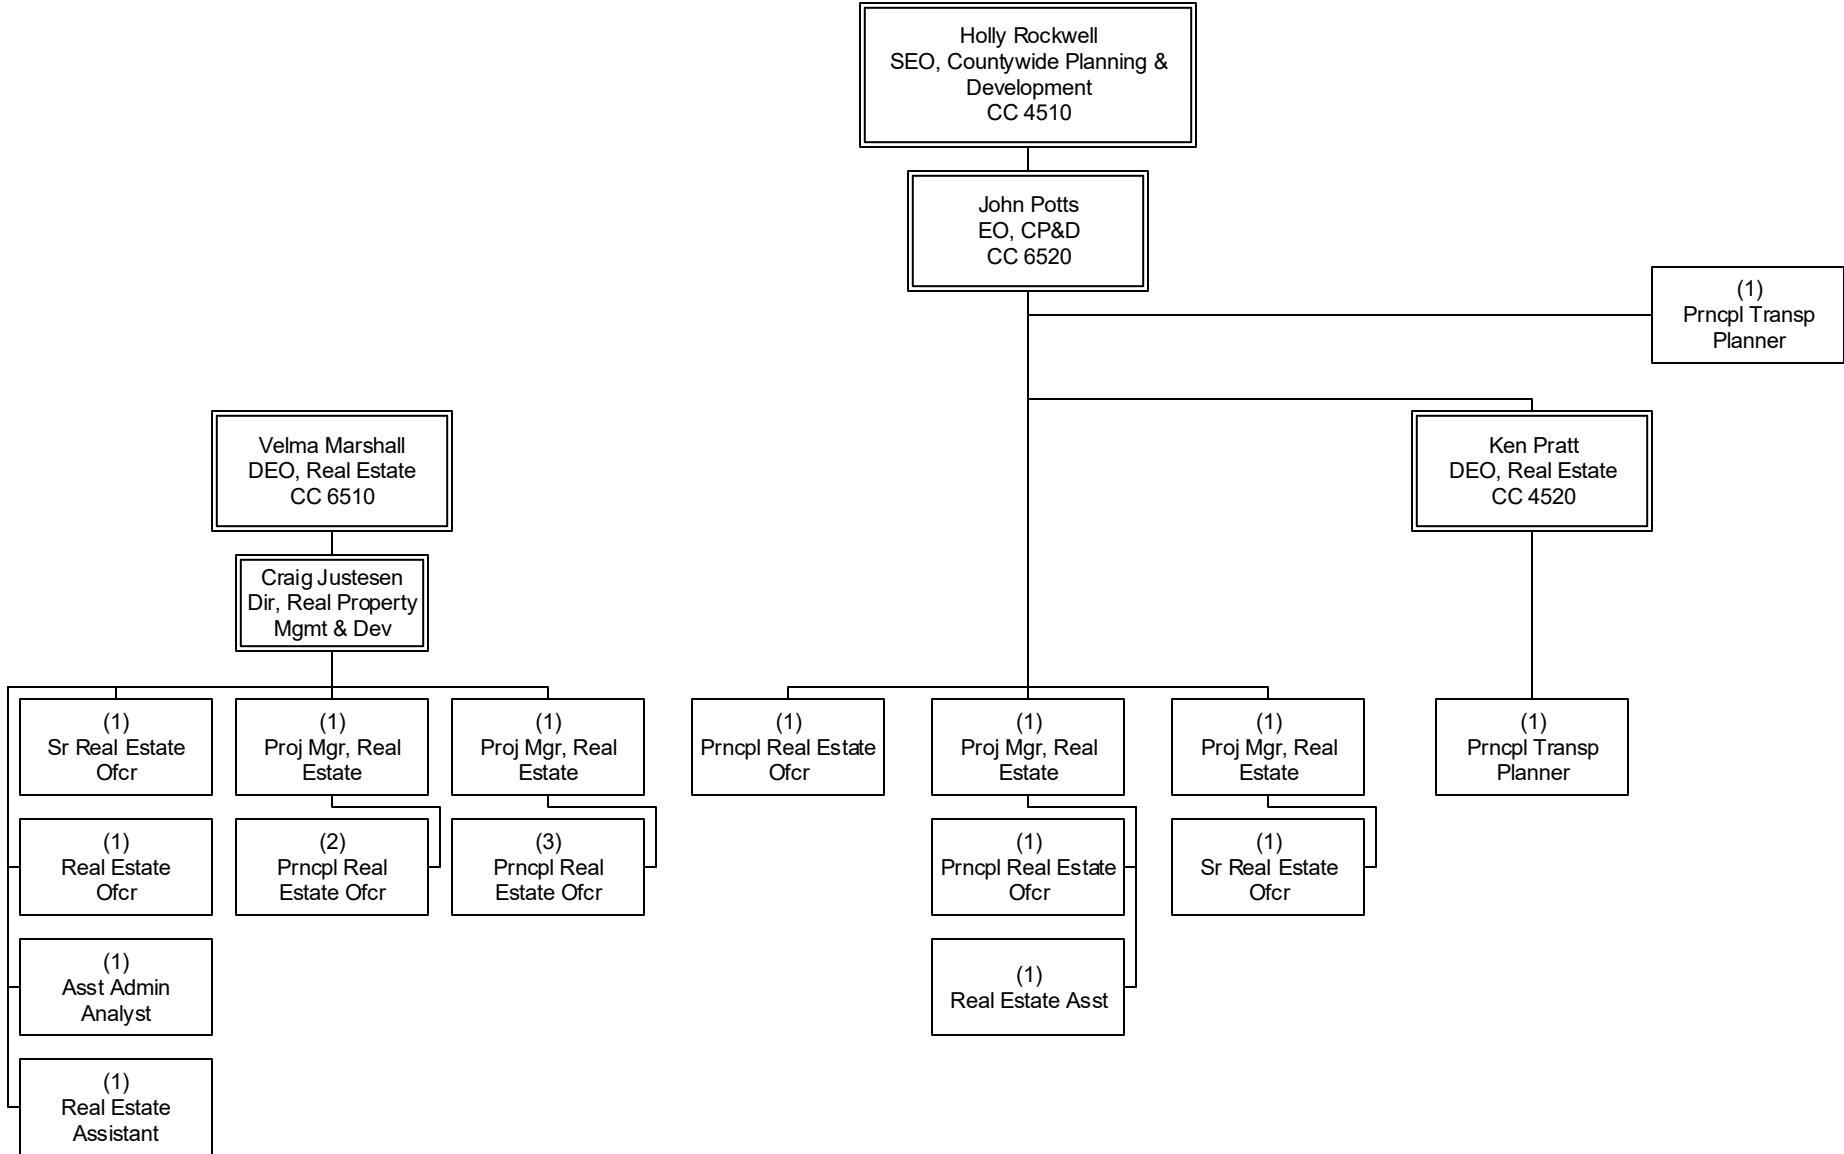 Holly Rockwell
SEO, Countywide Planning &
Development
CC 4510
John Potts
EO, CP&D
CC 6520
(1)
Prncpl Transp
Planner
Velma Marshall
DEO, Real Estate
CC 6510
Ken Pratt
DEO, Real Estate
CC 4520
Craig Justesen
Dir, Real Property
Mgmt & Dev
(1)
Sr Real Estate
Ofcr
(1)
Proj Mgr, Real
Estate
(1)
Proj Mgr, Real
Estate
(1)
Prncpl Real Estate
Ofcr
(1)
Proj Mgr, Real
Estate
(1)
Proj Mgr, Real
Estate
(1)
Prncpl Transp
Planner
(1)
Real Estate
Ofcr
(2)
Prncpl Real
Estate Ofcr
(3)
Prncpl Real
Estate Ofcr
(1)
Prncpl Real Estate
Ofcr
(1)
Sr Real Estate
Ofcr
(1)
Asst Admin
Analyst
(1)
Real Estate Asst
(1)
Real Estate
Assistant